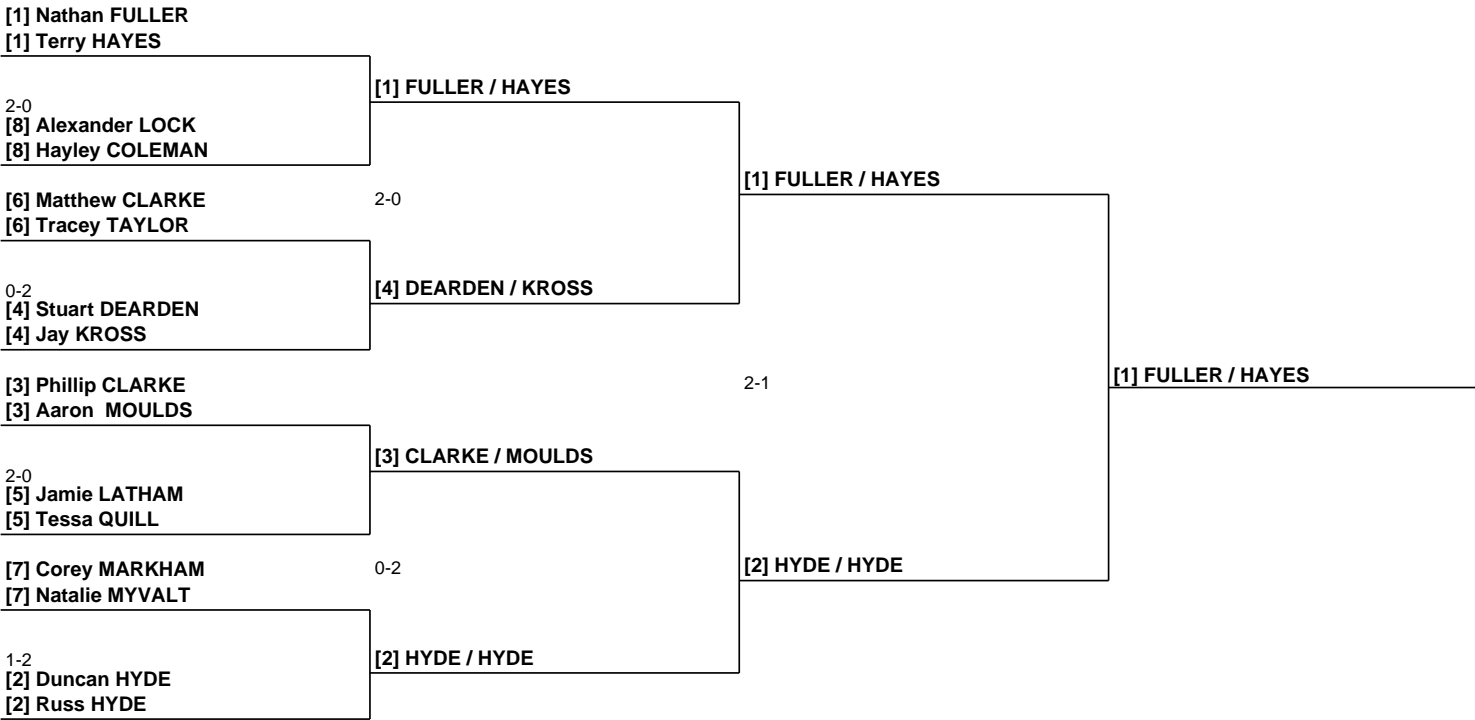 [1] Nathan FULLER
[1] Terry HAYES
[1] FULLER / HAYES
2-0
[8] Alexander LOCK
[8] Hayley COLEMAN
[1] FULLER / HAYES
[6] Matthew CLARKE
2-0
[6] Tracey TAYLOR
[4] DEARDEN / KROSS
0-2
[4] Stuart DEARDEN
[4] Jay KROSS
[1] FULLER / HAYES
[3] Phillip CLARKE
2-1
[3] Aaron  MOULDS
[3] CLARKE / MOULDS
2-0
[5] Jamie LATHAM
[5] Tessa QUILL
[2] HYDE / HYDE
[7] Corey MARKHAM
0-2
[7] Natalie MYVALT
[2] HYDE / HYDE
1-2
[2] Duncan HYDE
[2] Russ HYDE